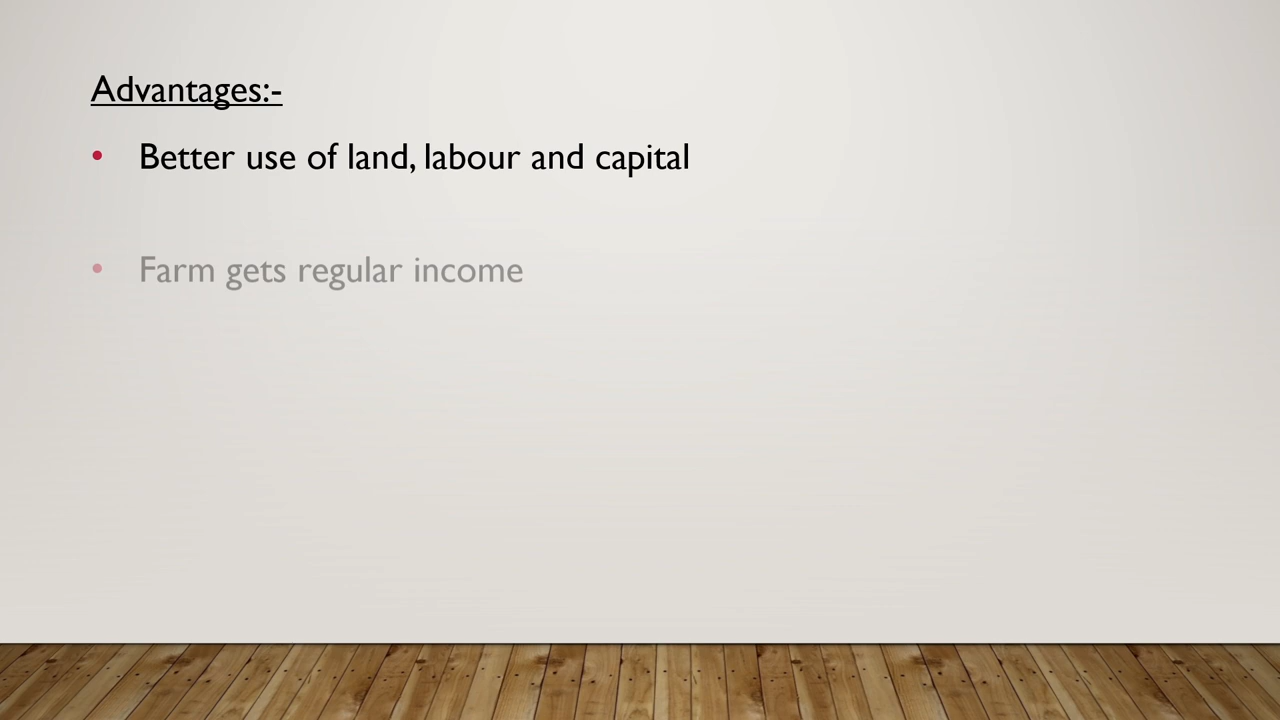 Advantages:-
• Better use of land, labour and capital
• Farm gets regular income